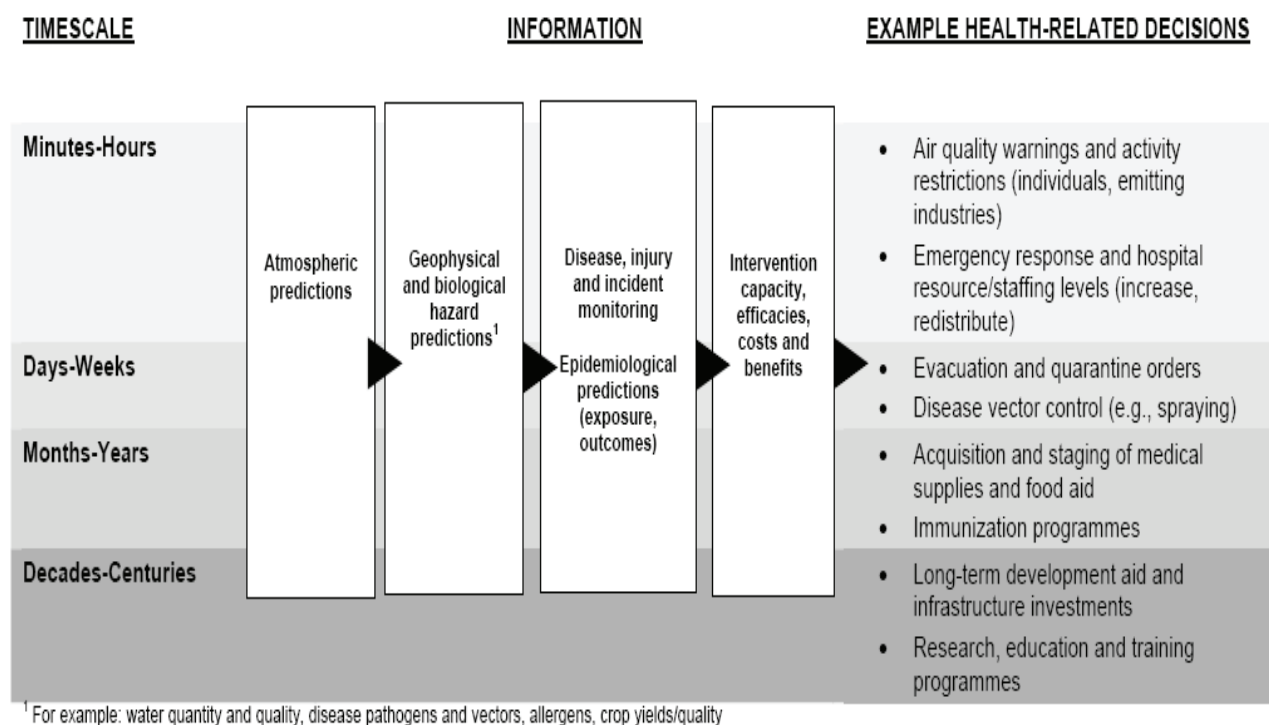 TIMESCALE
INFORMATION
EXAMPLE HEALTH-RELATED DECISIONS
Minutes-Hours
Days-Weeks
Months-Years
Decades-Centuries
Atmospheric
predictions
Geophysical
and biological
hazard
predictions¹
Disease, injury
and incident
monitoring
Epidemiological
predictions
(exposure,
outcomes)
Intervention
capacity,
efficacies,
costs and
benefits
• Air quality warnings and activity
restrictions (individuals, emitting
industries)
• Emergency response and hospital
resource/staffing levels (increase,
redistribute)
• Evacuation and quarantine orders
• Disease vector control (e.g., spraying)
• Acquisition and staging of medical
supplies and food aid
• Immunization programmes
• Long-term development aid and
infrastructure investments
• Research, education and training
programmes
¹ For example: water quantity and quality, disease pathogens and vectors, allergens, crop yields/quality